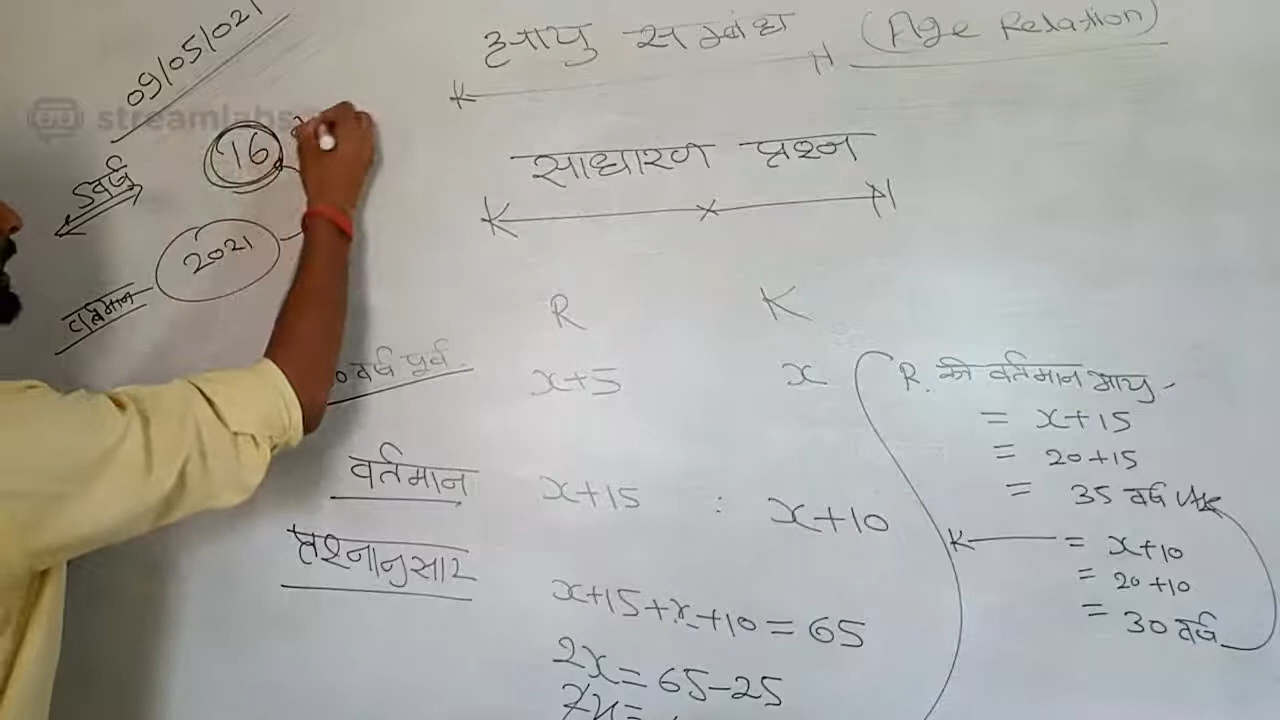 09/05/021
आयु सम्बंध (Age Relation)
streamlabs
साधारण प्रश्न
16
5वर्ष
2021
वर्तमान
R K
0 वर्ष पूर्व. x+5 x
वर्तमान x+15 : x+10
प्रश्नानुसार
x+15+x+10=65
2x=65-25
R. की वर्तमान आयु -
= x+15
= 20+15
= 35 वर्ष
K = x+10
= 20+10
= 30 वर्ष